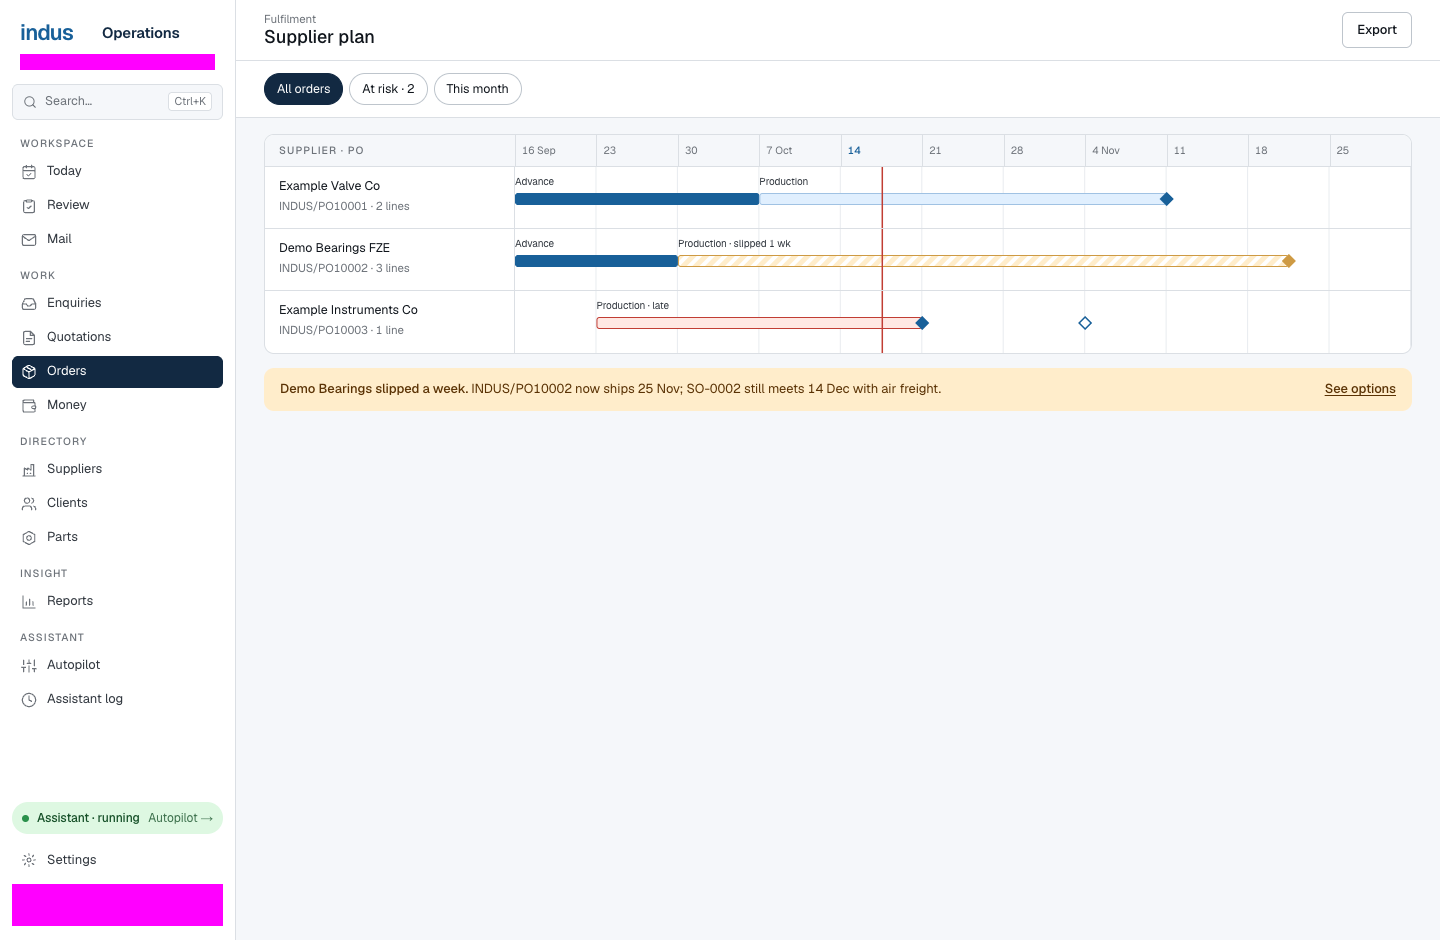 indus Operations
Search... Ctrl+K
WORKSPACE
Today
Review
Mail
WORK
Enquiries
Quotations
Orders
Money
DIRECTORY
Suppliers
Clients
Parts
INSIGHT
Reports
ASSISTANT
Autopilot
Assistant log
Assistant · running Autopilot →
Settings
Fulfilment
Supplier plan
Export
All orders At risk · 2 This month
SUPPLIER · PO 16 Sep 23 30 7 Oct 14 21 28 4 Nov 11 18 25
Example Valve Co
INDUS/PO10001 · 2 lines
Advance Production
Demo Bearings FZE
INDUS/PO10002 · 3 lines
Advance Production · slipped 1 wk
Example Instruments Co
INDUS/PO10003 · 1 line
Production · late
Demo Bearings slipped a week. INDUS/PO10002 now ships 25 Nov; SO-0002 still meets 14 Dec with air freight. See options